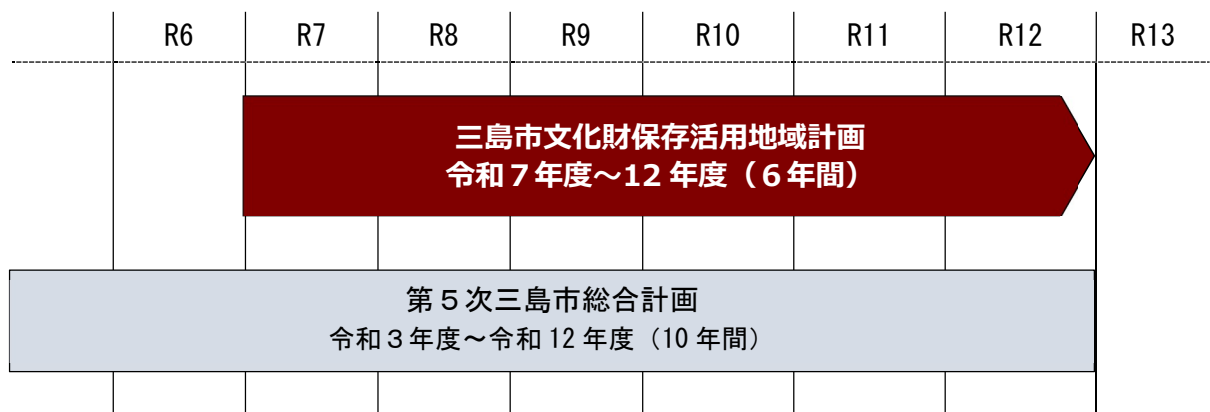 R6 R7 R8 R9 R10 R11 R12 R13
三島市文化財保存活用地域計画
令和７年度～12 年度（６年間）
第５次三島市総合計画
令和３年度～令和 12 年度（10 年間）